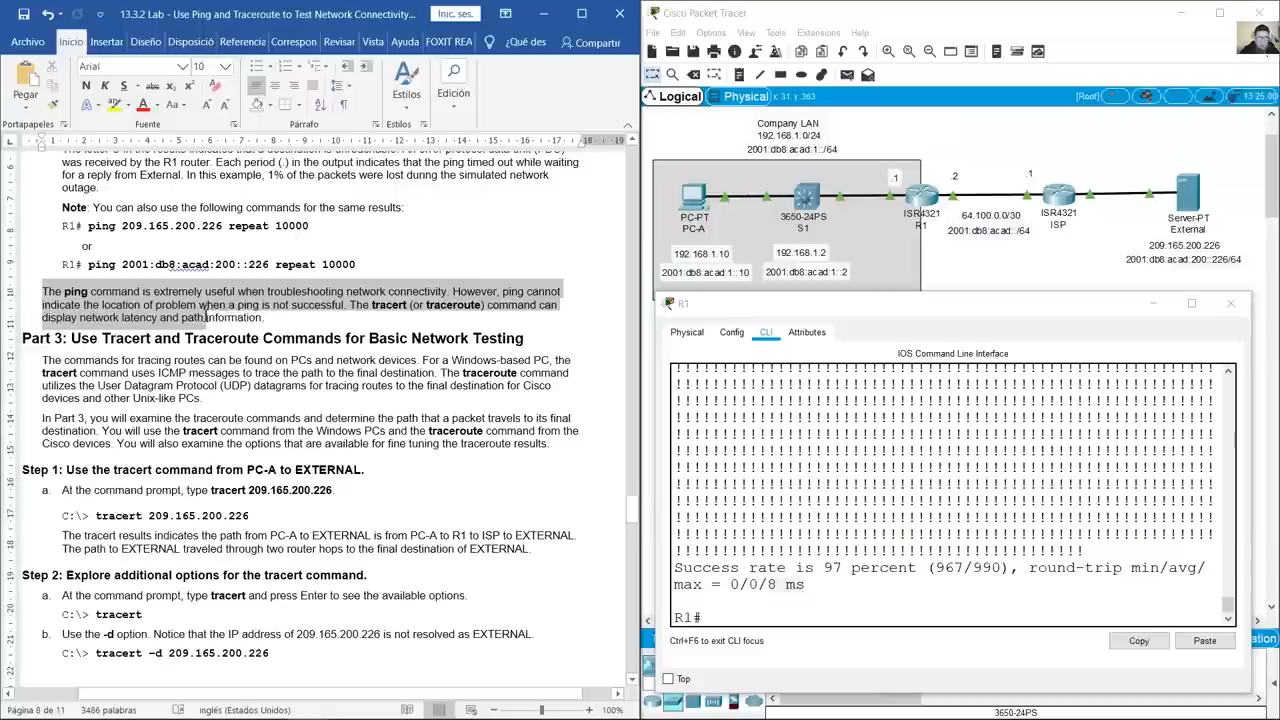 13.3.2 Lab - Use Ping and Traceroute to Test Network Connectivity...
Inic. ses.
Archivo Inicio Insertar Diseño Disposició Referencia Correspon Revisar Vista Ayuda FOXIT REA ¿Qué des Compartir
Arial 10
Pegar
Estilos
Edición
Portapapeles Fuente Párrafo Estilos
was received by the R1 router. Each period (.) in the output indicates that the ping timed out while waiting
for a reply from External. In this example, 1% of the packets were lost during the simulated network
outage.
Note: You can also use the following commands for the same results:
R1# ping 209.165.200.226 repeat 10000
or
R1# ping 2001:db8:acad:200::226 repeat 10000
The ping command is extremely useful when troubleshooting network connectivity. However, ping cannot
indicate the location of problem when a ping is not successful. The tracert (or traceroute) command can
display network latency and path information.
Part 3: Use Tracert and Traceroute Commands for Basic Network Testing
The commands for tracing routes can be found on PCs and network devices. For a Windows-based PC, the
tracert command uses ICMP messages to trace the path to the final destination. The traceroute command
utilizes the User Datagram Protocol (UDP) datagrams for tracing routes to the final destination for Cisco
devices and other Unix-like PCs.
In Part 3, you will examine the traceroute commands and determine the path that a packet travels to its final
destination. You will use the tracert command from the Windows PCs and the traceroute command from the
Cisco devices. You will also examine the options that are available for fine tuning the traceroute results.
Step 1: Use the tracert command from PC-A to EXTERNAL.
a. At the command prompt, type tracert 209.165.200.226.
C:\> tracert 209.165.200.226
The tracert results indicates the path from PC-A to EXTERNAL is from PC-A to R1 to ISP to EXTERNAL.
The path to EXTERNAL traveled through two router hops to the final destination of EXTERNAL.
Step 2: Explore additional options for the tracert command.
a. At the command prompt, type tracert and press Enter to see the available options.
C:\> tracert
b. Use the -d option. Notice that the IP address of 209.165.200.226 is not resolved as EXTERNAL.
C:\> tracert –d 209.165.200.226
Página 8 de 11 3486 palabras Inglés (Estados Unidos) 100%
Cisco Packet Tracer
File Edit Options View Tools Extensions Help
Logical Physical x: 31, y: 363 [Root] 13:25:00
Company LAN
192.168.1.0/24
2001:db8:acad:1::/64
.1 .2 .1
PC-PT
PC-A
3650-24PS
S1
ISR4321
R1
64.100.0.0/30
2001:db8:acad::/64
ISR4321
ISP
Server-PT
External
192.168.1.10
2001:db8:acad:1::10
192.168.1.2
2001:db8:acad:1::2
209.165.200.226
2001:db8:acad:200::226/64
R1
Physical Config CLI Attributes
IOS Command Line Interface
Success rate is 97 percent (967/990), round-trip min/avg/
max = 0/0/8 ms
R1#
Ctrl+F6 to exit CLI focus
Copy Paste
Top
3650-24PS